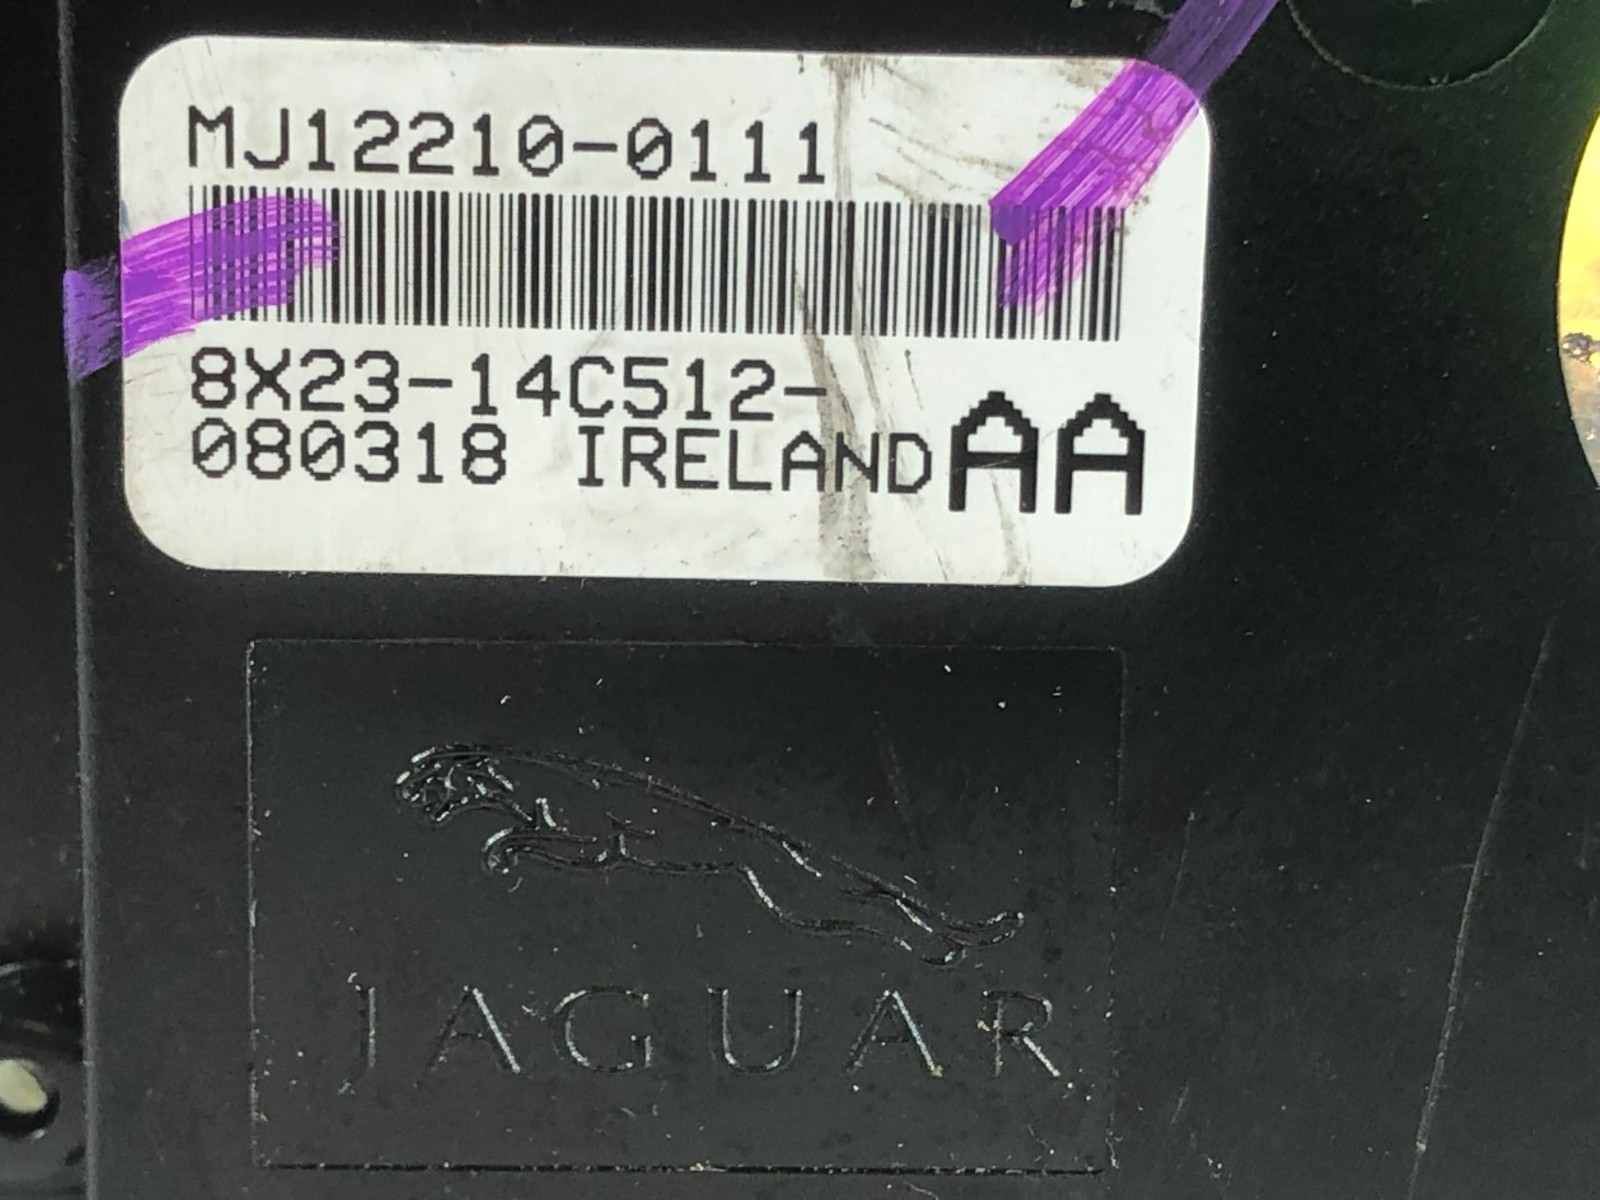 MJ12210-0111
8X23-14C512-
080318 IRELAND AA
JAGUAR